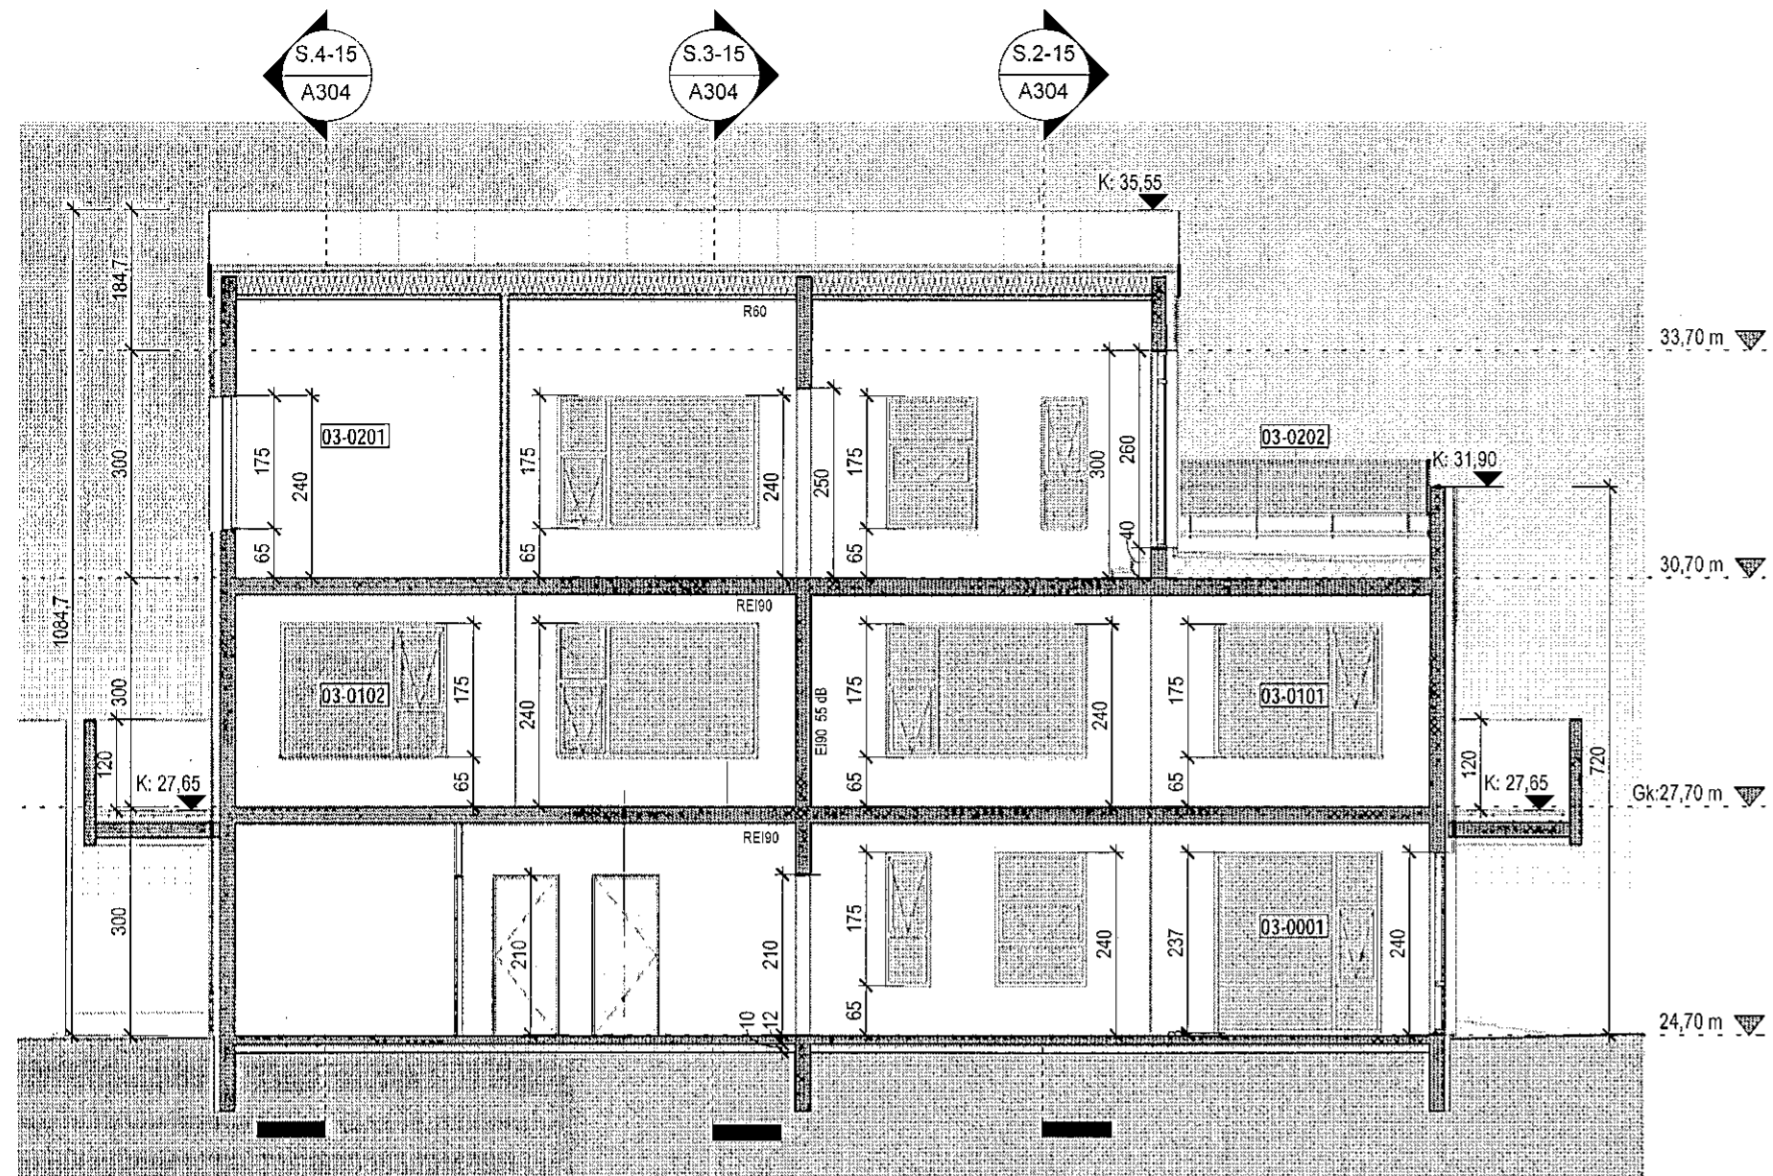 S.4-15
A304
S.3-15
A304
S.2-15
A304
K: 35,55
184,7
R60
33,70 m
03-0201
03-0202
K: 31,90
300
175
240
175
240
250
175
300
260
65
65
65
40
30,70 m
1084,7
REI90
300
03-0102
175
240
EI90 55 dB
175
240
175
03-0101
120
K: 27,65
65
65
65
120
K: 27,65
720
Gk:27,70 m
REI90
300
210
210
175
240
237
03-0001
240
65
10
12
24,70 m